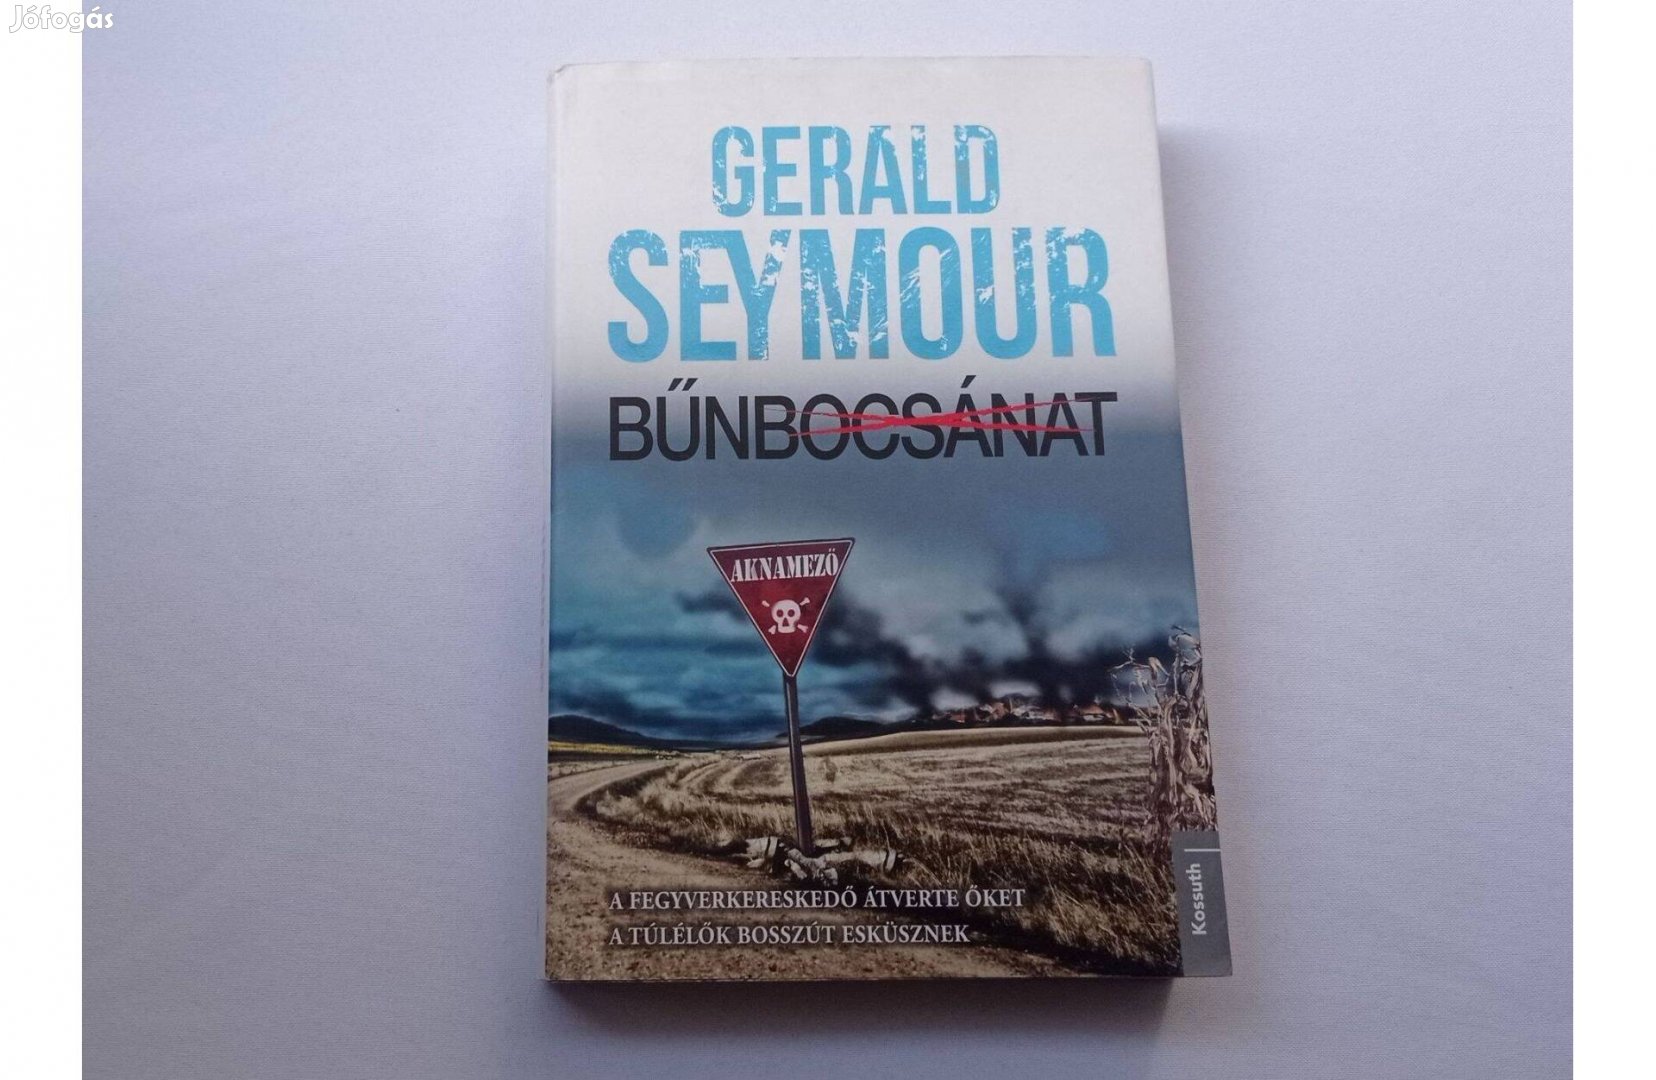 Jófogás
GERALD
SEYMOUR
BŰNBOCSÁNAT
AKNAMEZŐ
A FEGYVERKERESKEDŐ ÁTVERTE ŐKET
A TÚLÉLŐK BOSSZÚT ESKÜSZNEK
Kossuth